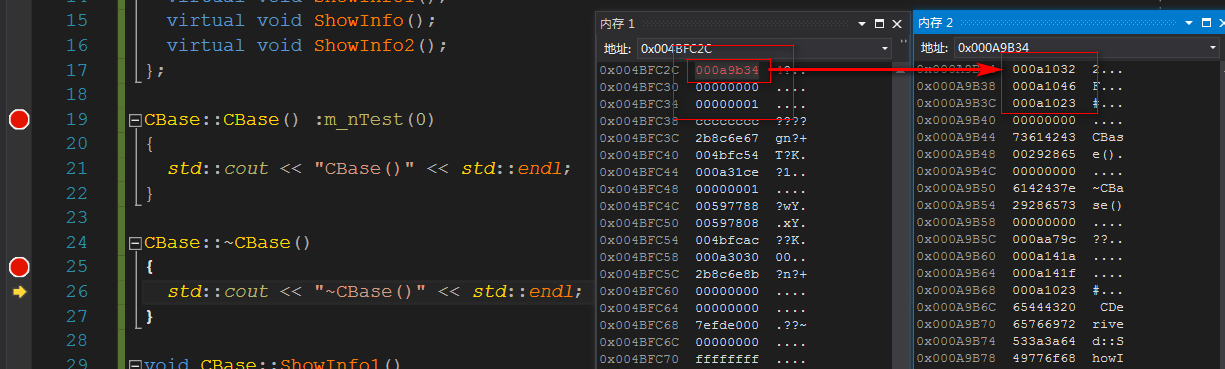 15 virtual void ShowInfo();
16 virtual void ShowInfo2();
17 };
18
19 CBase::CBase() :m_nTest(0)
20 {
21 std::cout << "CBase()" << std::endl;
22 }
23
24 CBase::~CBase()
25 {
26 std::cout << "~CBase()" << std::endl;
27 }
28
29 void CBase::ShowInfo1()
内存 1
地址: 0x004BFC2C
0x004BFC2C 000a9b34
0x004BFC30 00000000 ....
0x004BFC34 00000001 ....
0x004BFC38 cccccccc ????
0x004BFC3C 2b8c6e67 gn?+
0x004BFC40 004bfc54 T?K.
0x004BFC44 000a31ce ?1..
0x004BFC48 00000001 ....
0x004BFC4C 00597788 ?wY.
0x004BFC50 00597808 .xY.
0x004BFC54 004bfcac ??K.
0x004BFC58 000a3030 00..
0x004BFC5C 2b8c6e8b ?n?+
0x004BFC60 00000000 ....
0x004BFC64 00000000 ....
0x004BFC68 7efde000 .??~
0x004BFC6C 00000000 ....
0x004BFC70 ffffffff ....
内存 2
地址: 0x000A9B34
000a1032 2...
0x000A9B38 000a1046 F...
0x000A9B3C 000a1023 #...
0x000A9B40 00000000 ....
0x000A9B44 73614243 CBas
0x000A9B48 00292865 e().
0x000A9B4C 00000000 ....
0x000A9B50 6142437e ~CBa
0x000A9B54 29286573 se()
0x000A9B58 00000000 ....
0x000A9B5C 000aa79c ??..
0x000A9B60 000a141a ....
0x000A9B64 000a141f ....
0x000A9B68 000a1023 #...
0x000A9B6C 65444320 CDe
0x000A9B70 65766972 rive
0x000A9B74 533a3a64 d::S
0x000A9B78 49776f68 howI